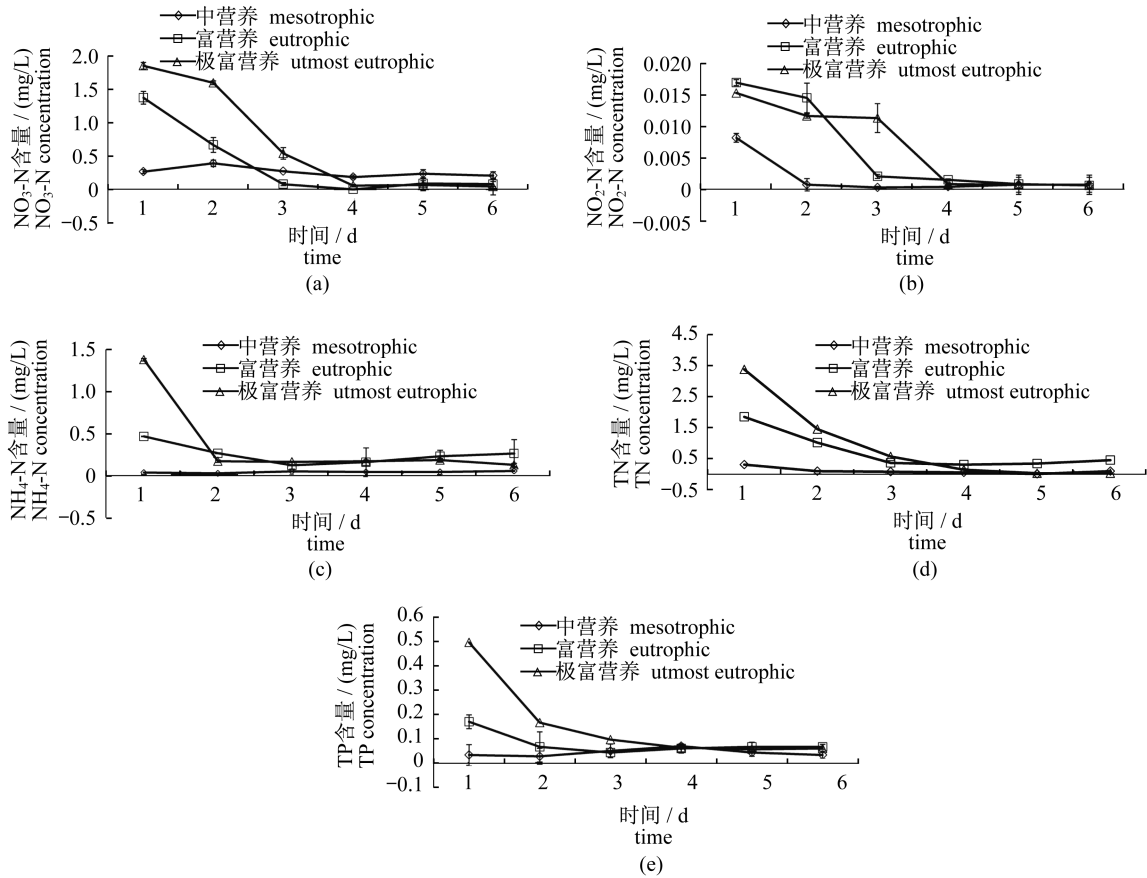 中营养 mesotrophic
富营养 eutrophic
极富营养 utmost eutrophic
NO₃-N含量 / (mg/L)
NO₃-N concentration
2.0
1.5
1.0
0.5
0
−0.5
1 2 3 4 5 6
时间 / d
time
(a)
中营养 mesotrophic
富营养 eutrophic
极富营养 utmost eutrophic
NO₂-N含量 / (mg/L)
NO₂-N concentration
0.020
0.015
0.010
0.005
0
−0.005
1 2 3 4 5 6
时间 / d
time
(b)
中营养 mesotrophic
富营养 eutrophic
极富营养 utmost eutrophic
NH₄-N含量 / (mg/L)
NH₄-N concentration
1.5
1.0
0.5
0
−0.5
1 2 3 4 5 6
时间 / d
time
(c)
中营养 mesotrophic
富营养 eutrophic
极富营养 utmost eutrophic
TN含量 / (mg/L)
TN concentration
4.5
3.5
2.5
1.5
0.5
−0.5
1 2 3 4 5 6
时间 / d
time
(d)
中营养 mesotrophic
富营养 eutrophic
极富营养 utmost eutrophic
TP含量 / (mg/L)
TP concentration
0.6
0.5
0.4
0.3
0.2
0.1
0
−0.1
1 2 3 4 5 6
时间 / d
time
(e)